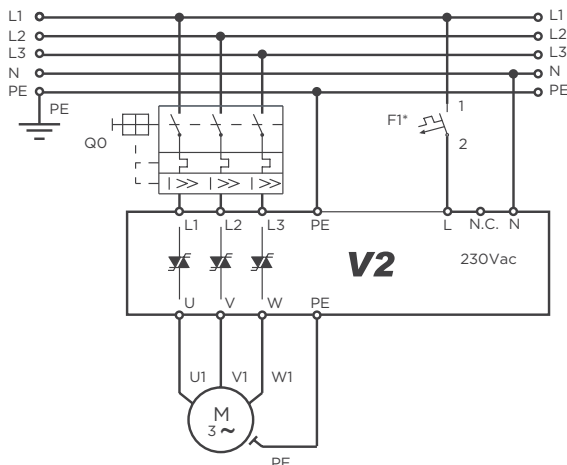 L1 L1
L2 L2
L3 L3
N N
PE PE
PE
Q0
F1*
1
2
I>> I>> I>>
L1 L2 L3 PE L N.C. N
V2
230Vac
U V W PE
U1 V1 W1
M
3~
PE